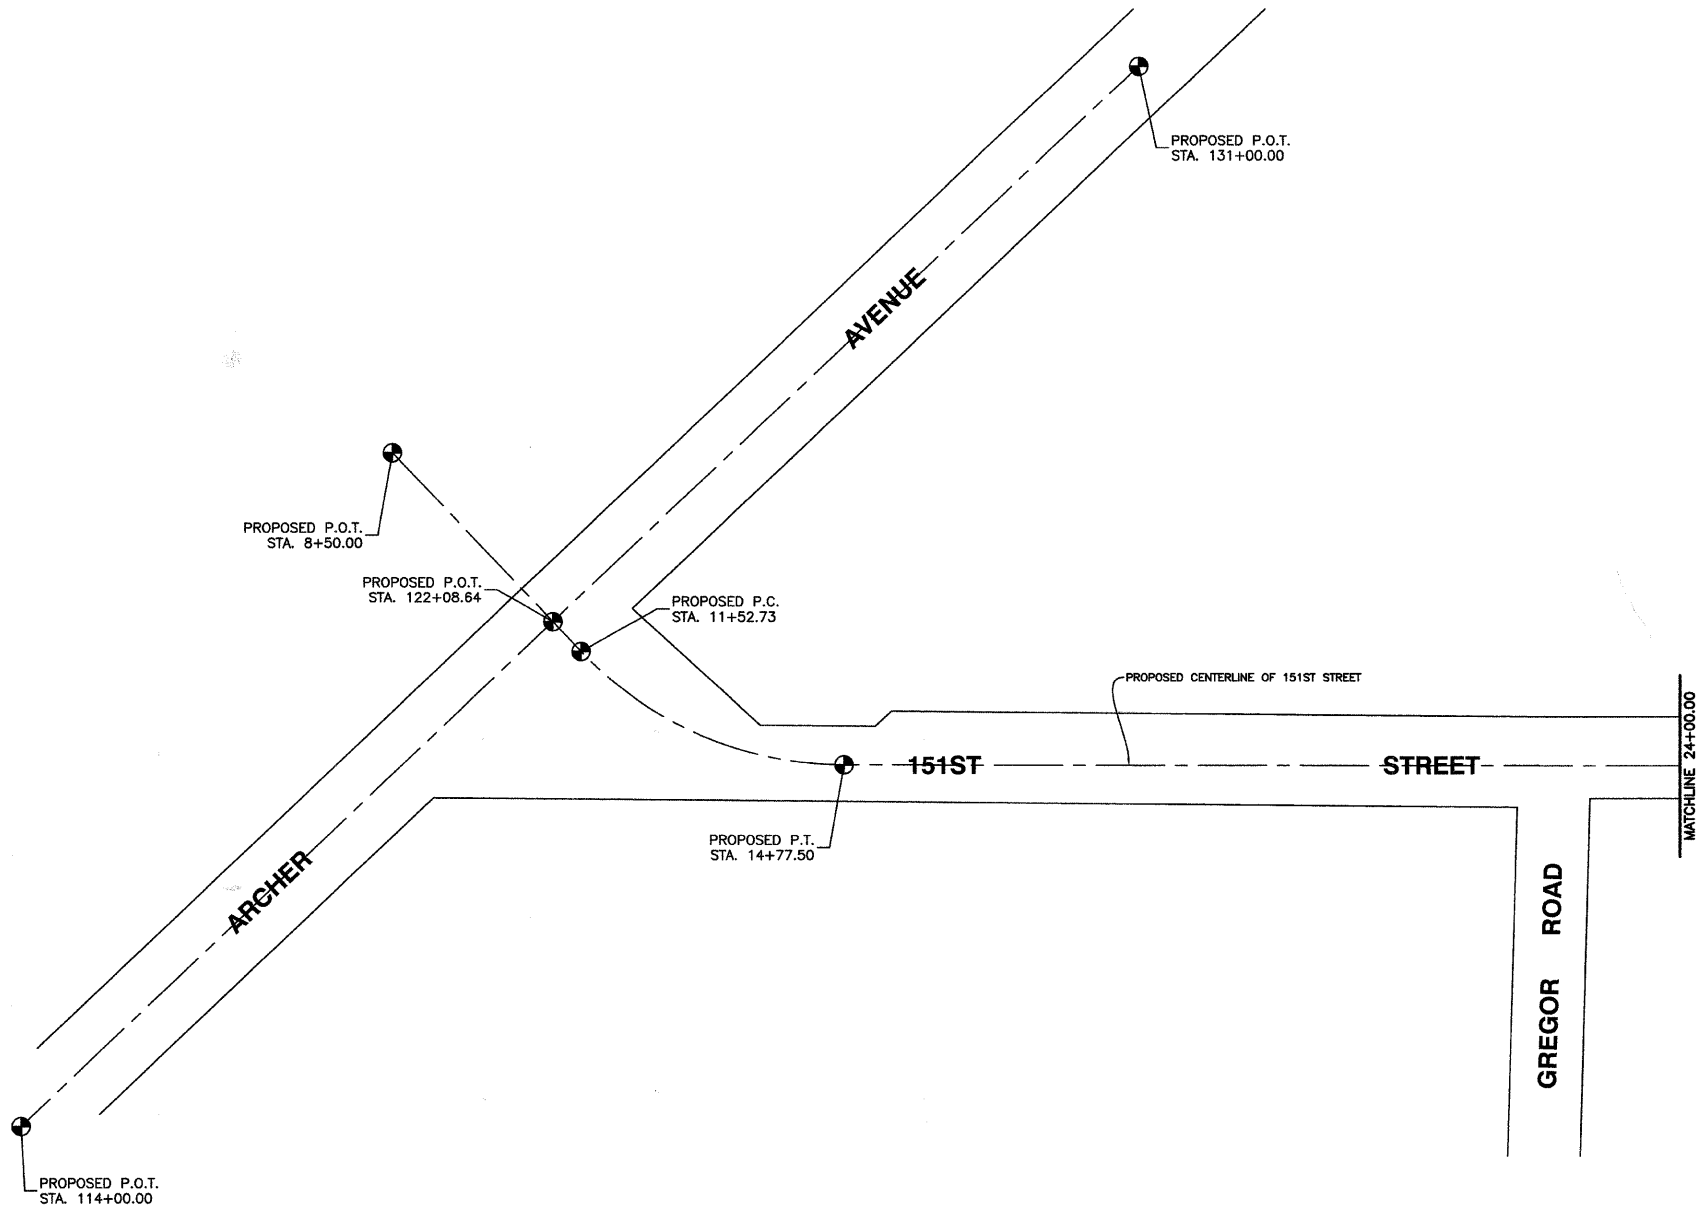 PROPOSED P.O.T.
STA. 131+00.00
AVENUE
PROPOSED P.O.T.
STA. 8+50.00
PROPOSED P.O.T.
STA. 122+08.64
PROPOSED P.C.
STA. 11+52.73
PROPOSED CENTERLINE OF 151ST STREET
MATCHLINE 24+00.00
151ST STREET
PROPOSED P.T.
STA. 14+77.50
ARCHER
GREGOR ROAD
PROPOSED P.O.T.
STA. 114+00.00